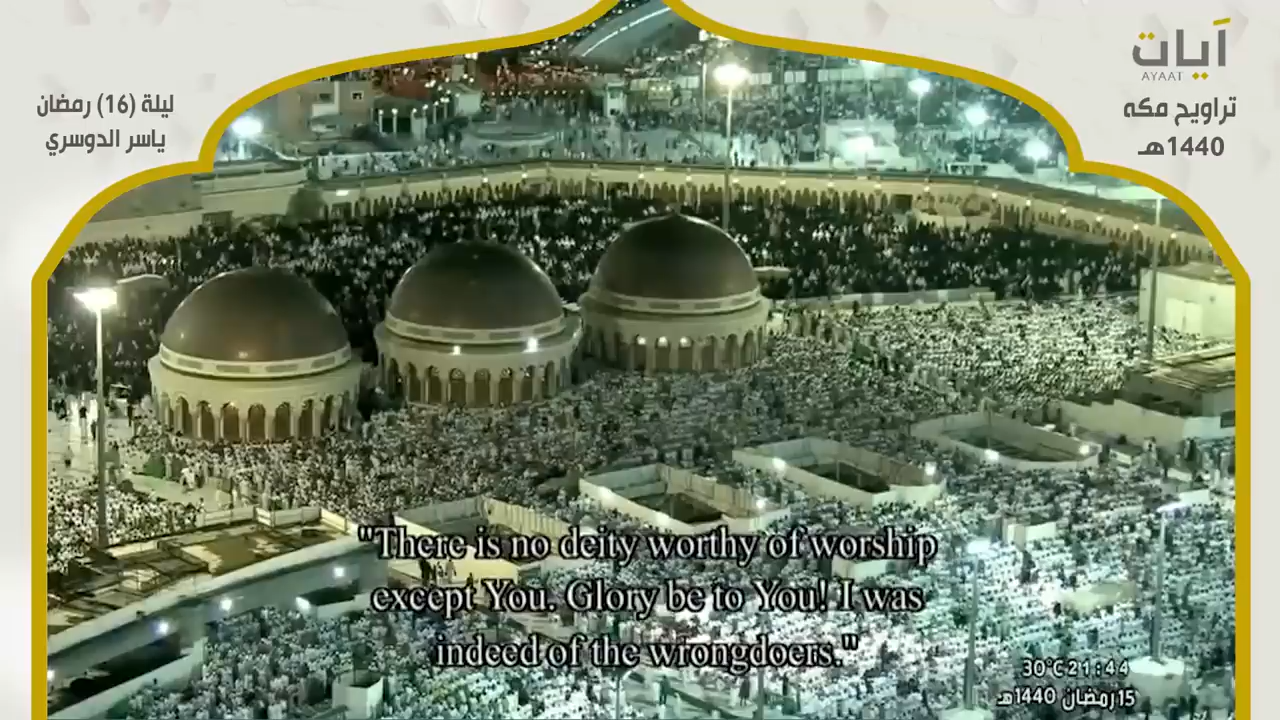 آيات
AYAAT
تراويح مكه
1440هـ
ليلة (16) رمضان
ياسر الدوسري
"There is no deity worthy of worship
except You. Glory be to You! I was
indeed of the wrongdoers."
30°C 21:44
15 رمضان 1440هـ